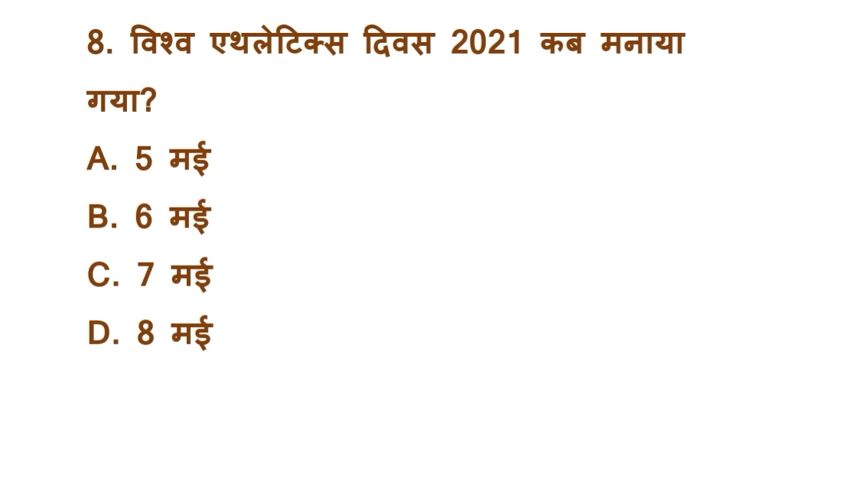 8. विश्व एथलेटिक्स दिवस 2021 कब मनाया
गया?
A. 5 मई
B. 6 मई
C. 7 मई
D. 8 मई